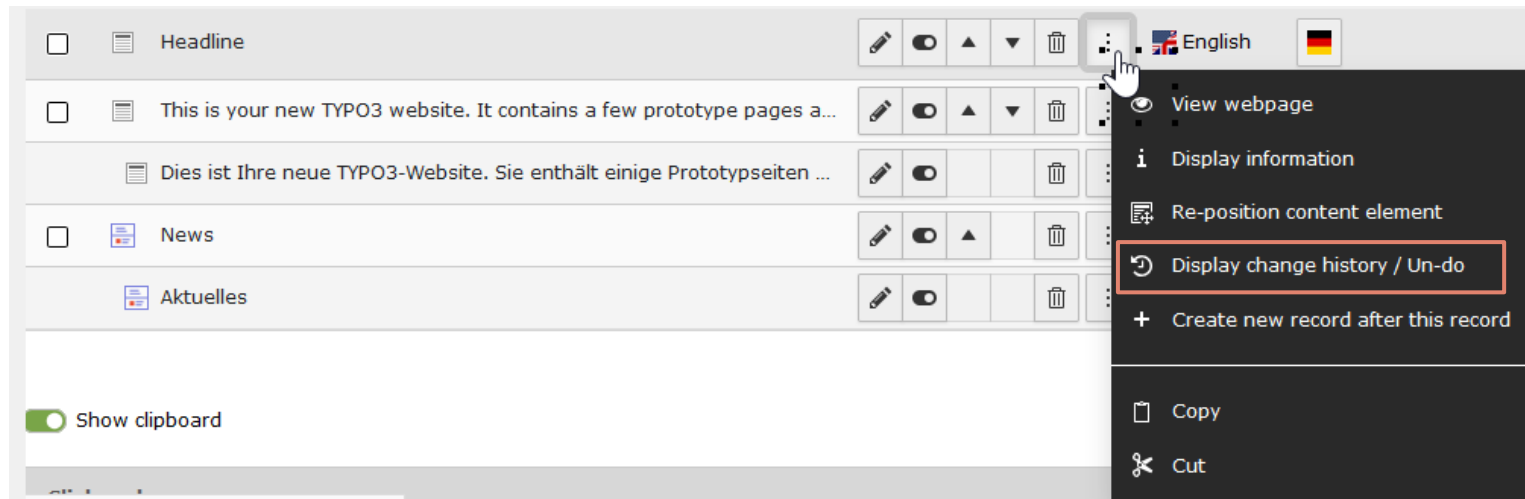 Headline
English
This is your new TYPO3 website. It contains a few prototype pages a...
Dies ist Ihre neue TYPO3-Website. Sie enthält einige Prototypseiten ...
News
Aktuelles
View webpage
Display information
Re-position content element
Display change history / Un-do
Create new record after this record
Copy
Cut
Show clipboard